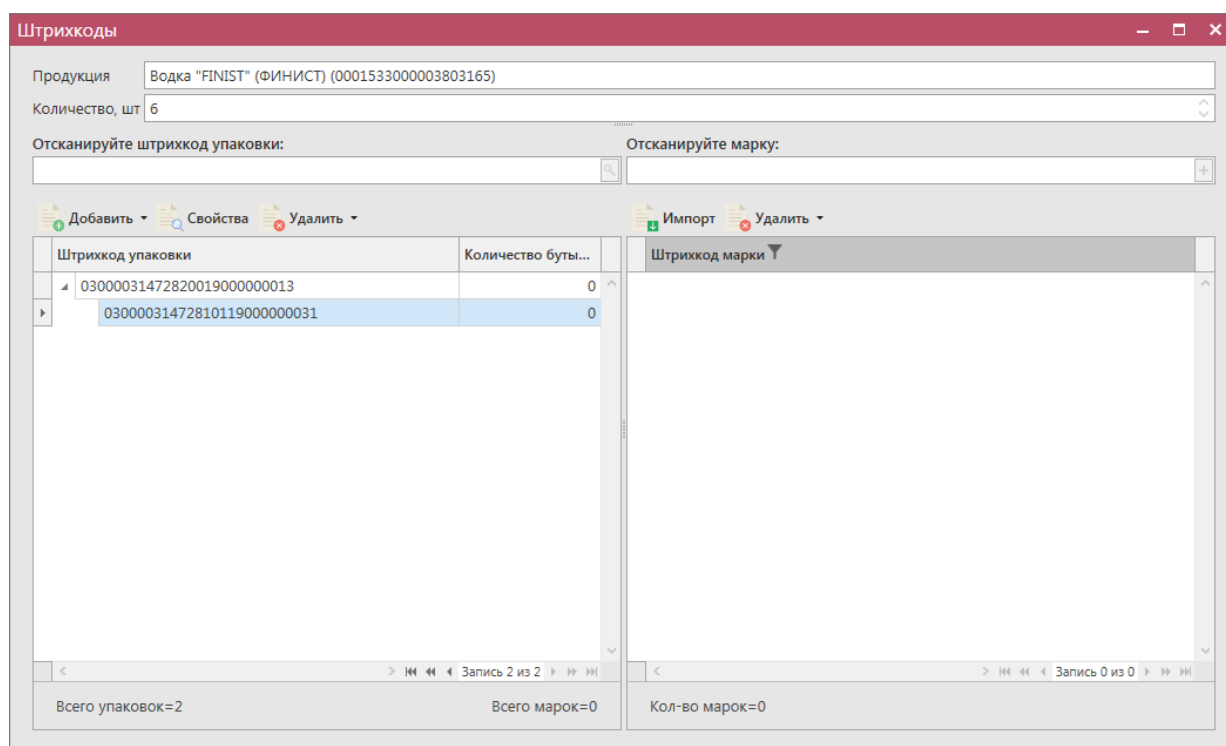 Штрихкоды
Продукция Водка "FINIST" (ФИНИСТ) (0001533000003803165)
Количество, шт 6
Отсканируйте штрихкод упаковки: Отсканируйте марку:
Добавить Свойства Удалить Импорт Удалить
Штрихкод упаковки Количество буты... Штрихкод марки
03000031472820019000000013 0
03000031472810119000000031 0
Запись 2 из 2 Запись 0 из 0
Всего упаковок=2 Всего марок=0 Кол-во марок=0